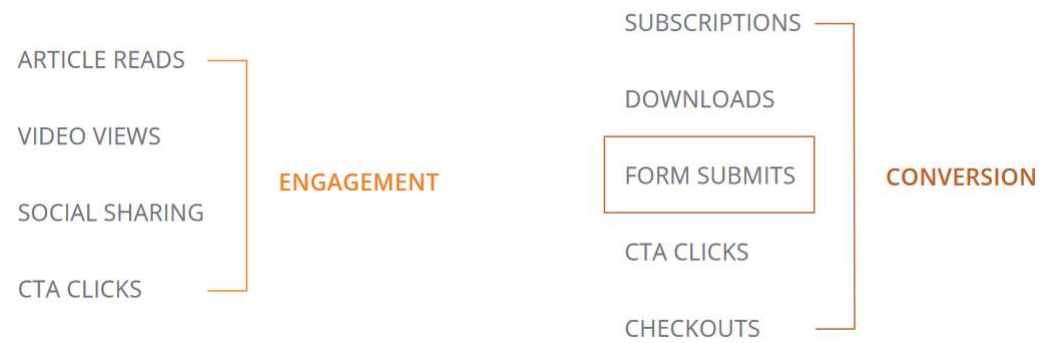 ARTICLE READS
VIDEO VIEWS
SOCIAL SHARING
CTA CLICKS
ENGAGEMENT
SUBSCRIPTIONS
DOWNLOADS
FORM SUBMITS
CTA CLICKS
CHECKOUTS
CONVERSION